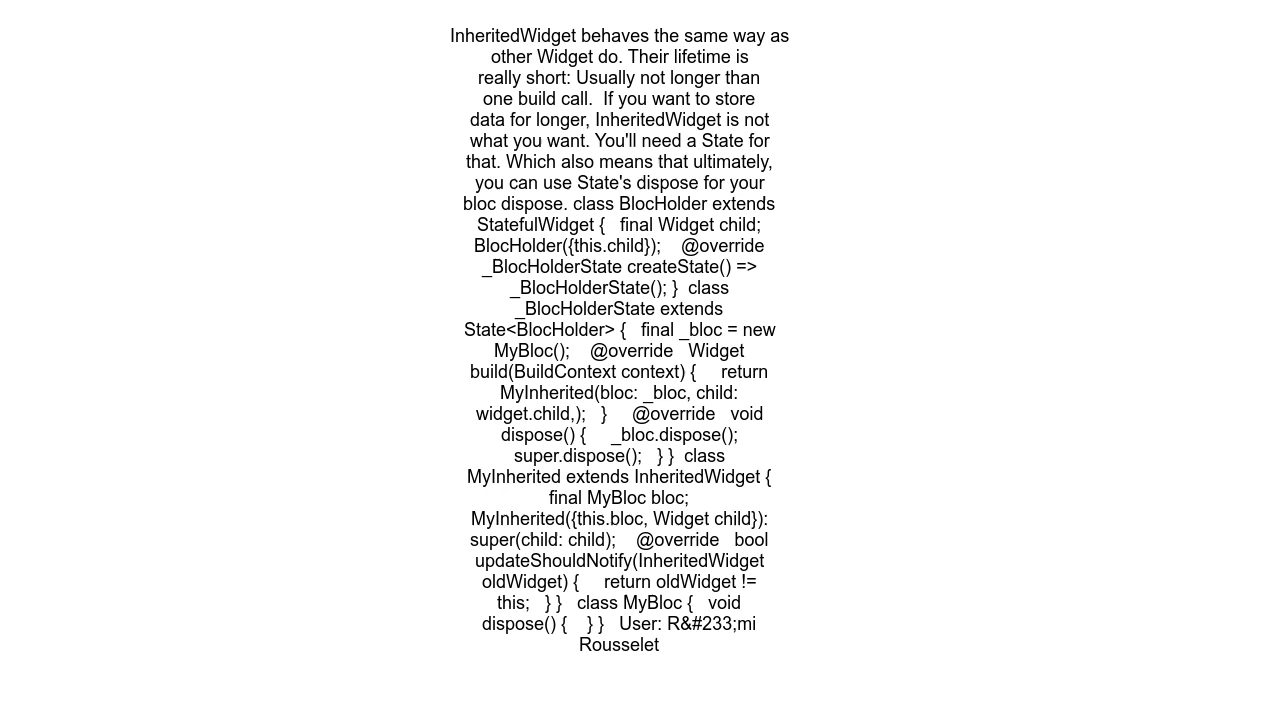 InheritedWidget behaves the same way as
other Widget do. Their lifetime is
really short: Usually not longer than
one build call.  If you want to store
data for longer, InheritedWidget is not
what you want. You'll need a State for
that. Which also means that ultimately,
you can use State's dispose for your
bloc dispose. class BlocHolder extends
StatefulWidget {   final Widget child;
BlocHolder({this.child});    @override
_BlocHolderState createState() =>
_BlocHolderState(); }  class
_BlocHolderState extends
State<BlocHolder> {   final _bloc = new
MyBloc();    @override   Widget
build(BuildContext context) {     return
MyInherited(bloc: _bloc, child:
widget.child,);   }     @override   void
dispose() {     _bloc.dispose();
super.dispose();   } }  class
MyInherited extends InheritedWidget {
final MyBloc bloc;
MyInherited({this.bloc, Widget child}):
super(child: child);    @override   bool
updateShouldNotify(InheritedWidget
oldWidget) {     return oldWidget !=
this;   } }   class MyBloc {   void
dispose() {    } }   User: R&#233;mi
Rousselet